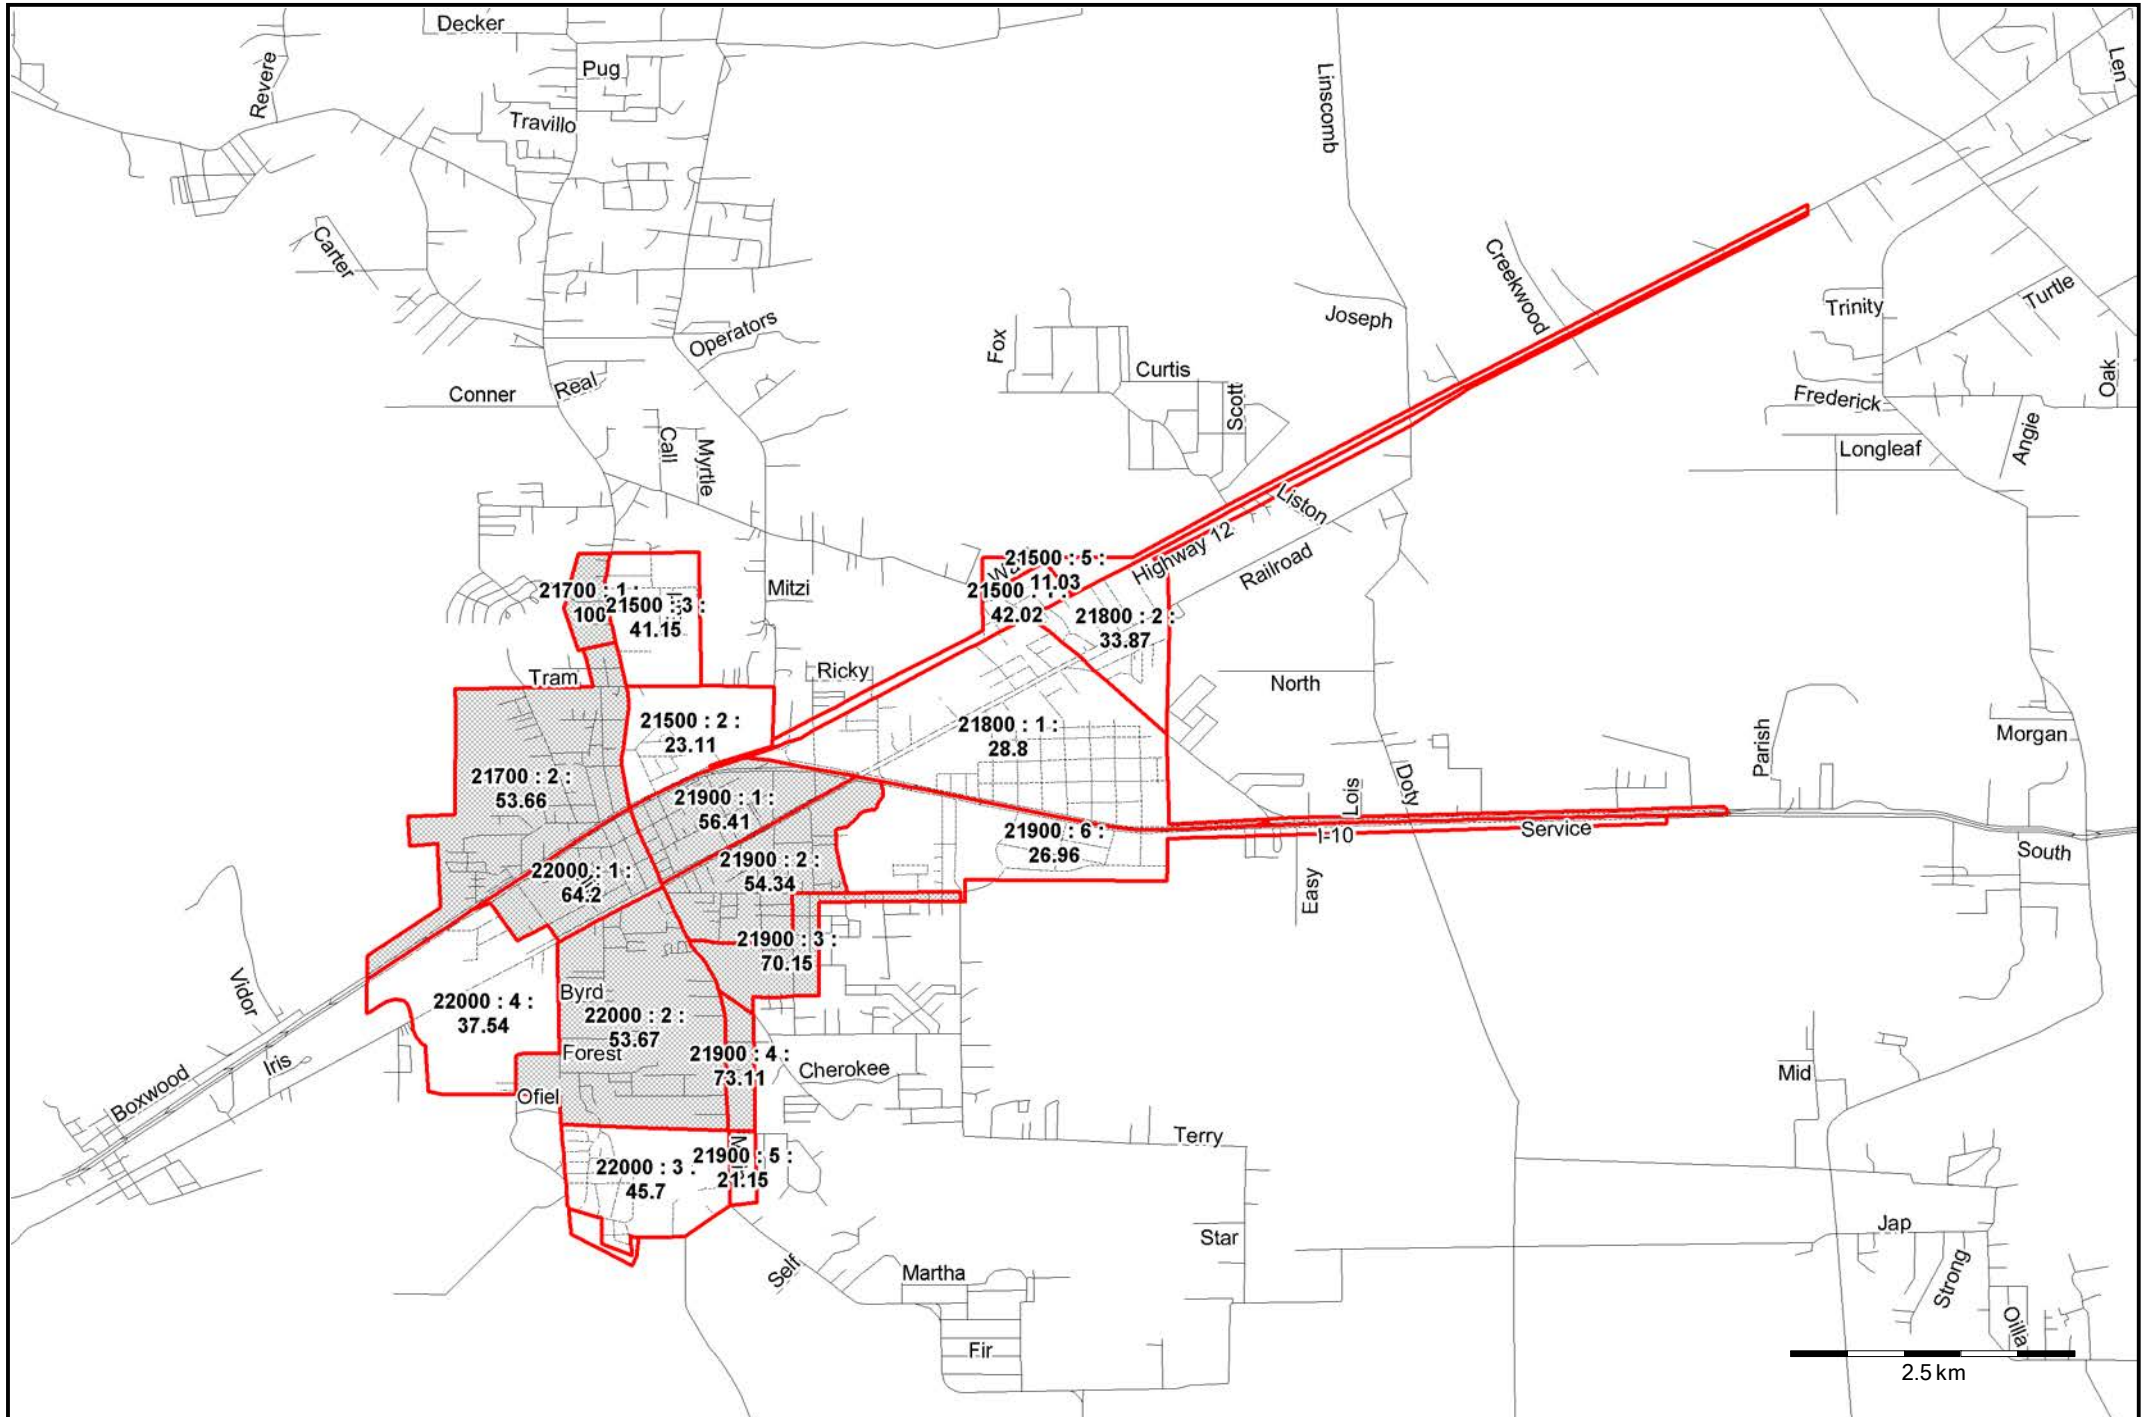 Decker
Len
Pug
Revere
Linscomb
Travillo
Carter
Creekwood
Turtle
Trinity
Joseph
Operators
Fox
Curtis
Oak
Real
Conner
Scott
Frederick
Angie
Call
Myrtle
Longleaf
Liston
Highway 12
21500 : 5 :
11.03
Railroad
Mitzi
21700 : 1 :
100
21500 : 3 :
41.15
21500
42.02
21800 : 2 :
33.87
Tram
Ricky
North
21500 : 2 :
23.11
21800 : 1 :
28.8
Parish
Morgan
21700 : 2 :
53.66
21900 : 1 :
56.41
Lois
Doty
21900 : 6 :
26.96
I-10
Service
South
22000 : 1 :
64.2
21900 : 2 :
54.34
Easy
21900 : 3 :
70.15
Vidor
22000 : 4 :
37.54
Byrd
22000 : 2 :
53.67
Forest
21900 : 4 :
73.11
Cherokee
Iris
Boxwood
Ofiel
Mid
Terry
22000 : 3 :
45.7
21900 : 5 :
21.15
Star
Jap
Self
Martha
Strong
Oilla
Fir
2.5 km